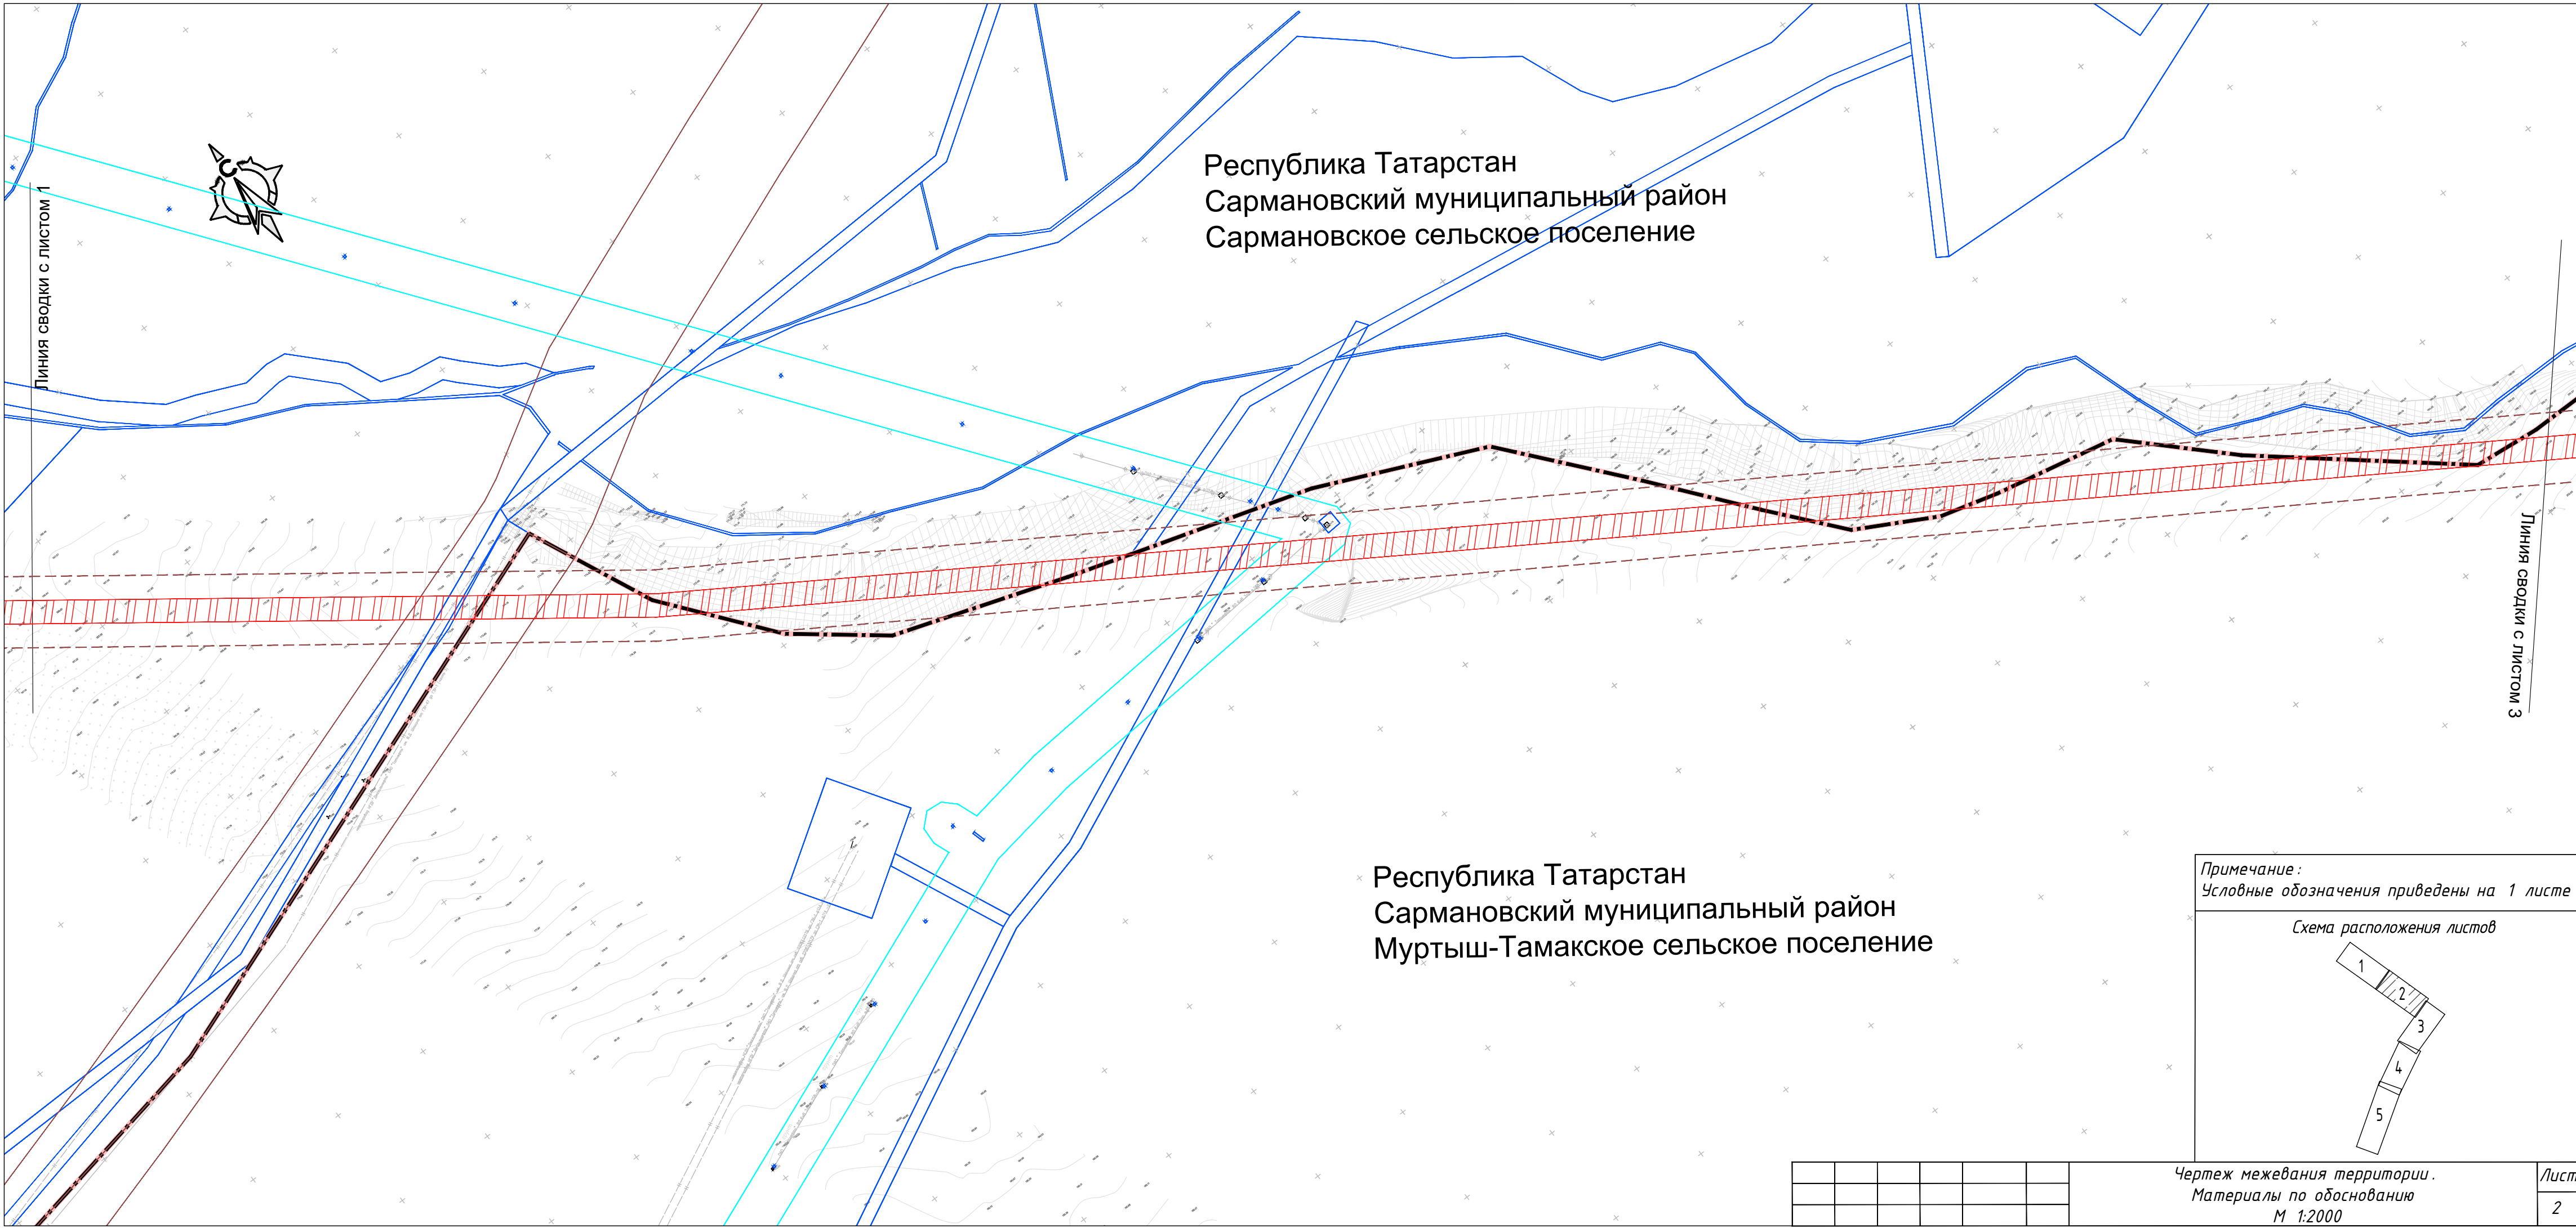 Республика Татарстан
Сармановский муниципальный район
Сармановское сельское поселение
С
Линия сводки с листом 1
Линия сводки с листом 3
Республика Татарстан
Сармановский муниципальный район
Муртыш-Тамакское сельское поселение
Примечание:
Условные обозначения приведены на 1 листе
Схема расположения листов
1
2
3
4
5
Чертеж межевания территории.
Материалы по обоснованию
М 1:2000
Лист
2